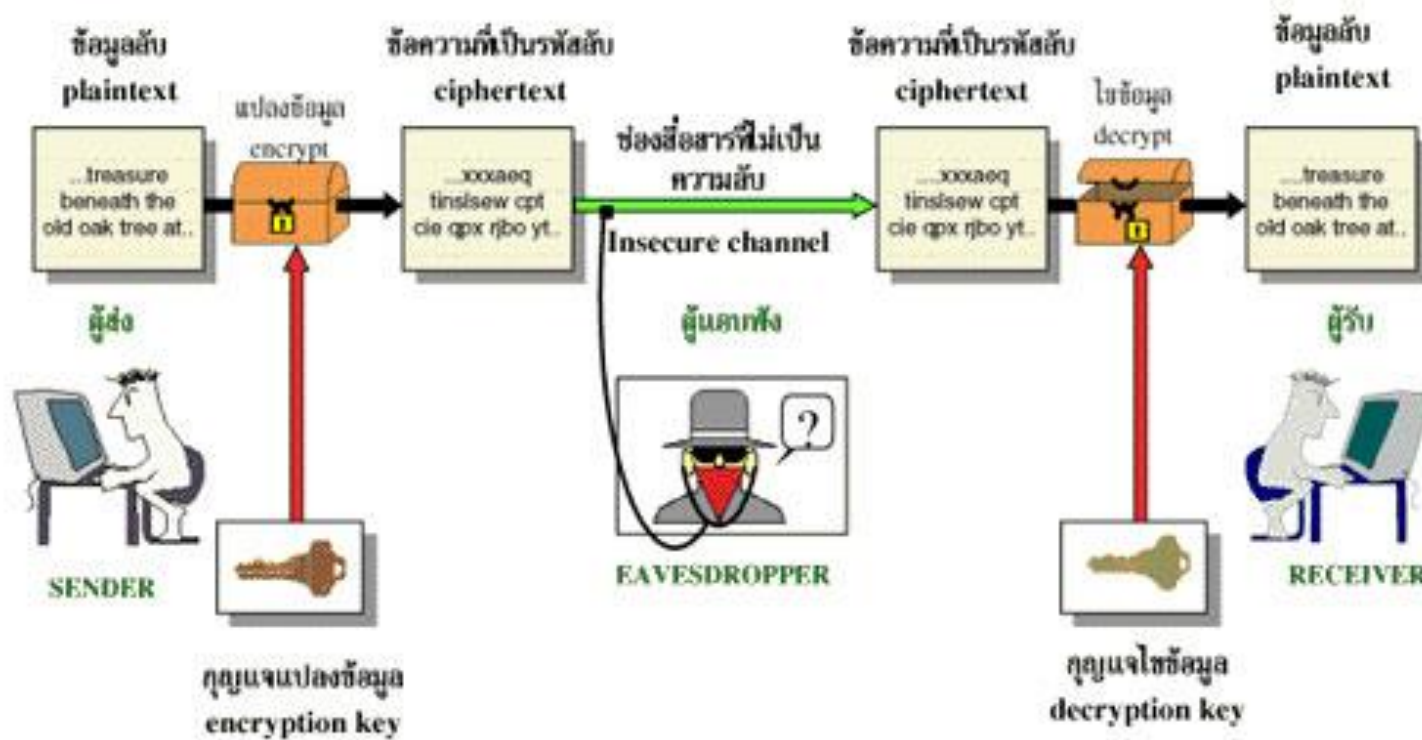 ข้อมูลลับ
plaintext
แปลงข้อมูล
encrypt
ข้อความที่เป็นรหัสลับ
ciphertext
ช่องสื่อสารที่ไม่เป็น
ความลับ
Insecure channel
ข้อความที่เป็นรหัสลับ
ciphertext
ไขข้อมูล
decrypt
ข้อมูลลับ
plaintext
...treasure
beneath the
old oak tree at..
...xxxaeq
tinslsew cpt
cie qpx rjbo yt..
...xxxaeq
tinslsew cpt
cie qpx rjbo yt..
....treasure
beneath the
old oak tree at..
ผู้ส่ง
ผู้แอบฟัง
ผู้รับ
?
SENDER
EAVESDROPPER
RECEIVER
กุญแจแปลงข้อมูล
encryption key
กุญแจไขข้อมูล
decryption key